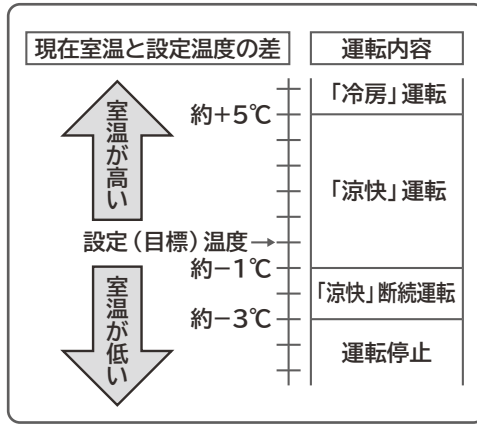 現在室温と設定温度の差
運転内容
室温が高い
約+5℃
設定(目標)温度→
約−1℃
約−3℃
室温が低い
「冷房」運転
「涼快」運転
「涼快」断続運転
運転停止